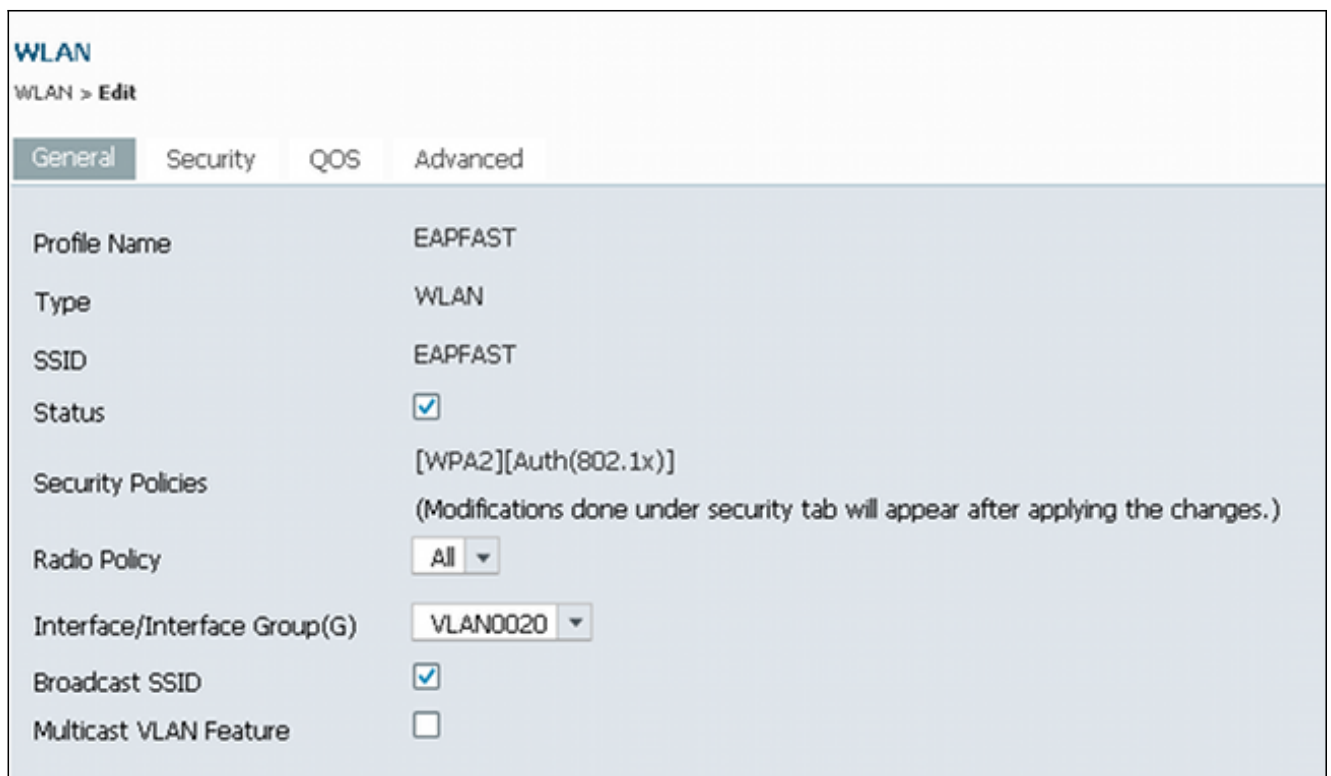 WLAN
WLAN > Edit
General Security QOS Advanced
Profile Name EAPFAST
Type WLAN
SSID EAPFAST
Status
Security Policies [WPA2][Auth(802.1x)]
(Modifications done under security tab will appear after applying the changes.)
Radio Policy All
Interface/Interface Group(G) VLAN0020
Broadcast SSID
Multicast VLAN Feature